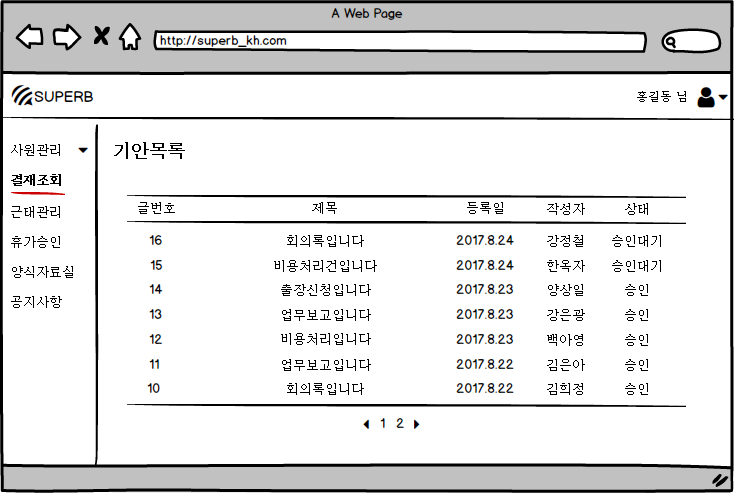 A Web Page
http://superb_kh.com
SUPERB
홍길동 님
사원관리
결재조회
근태관리
휴가승인
양식자료실
공지사항
기안목록
글번호 제목 등록일 작성자 상태
16 회의록입니다 2017.8.24 강정철 승인대기
15 비용처리건입니다 2017.8.24 한옥자 승인대기
14 출장신청입니다 2017.8.23 양상일 승인
13 업무보고입니다 2017.8.23 강은광 승인
12 비용처리입니다 2017.8.23 백아영 승인
11 업무보고입니다 2017.8.22 김은아 승인
10 회의록입니다 2017.8.22 김희정 승인
1 2